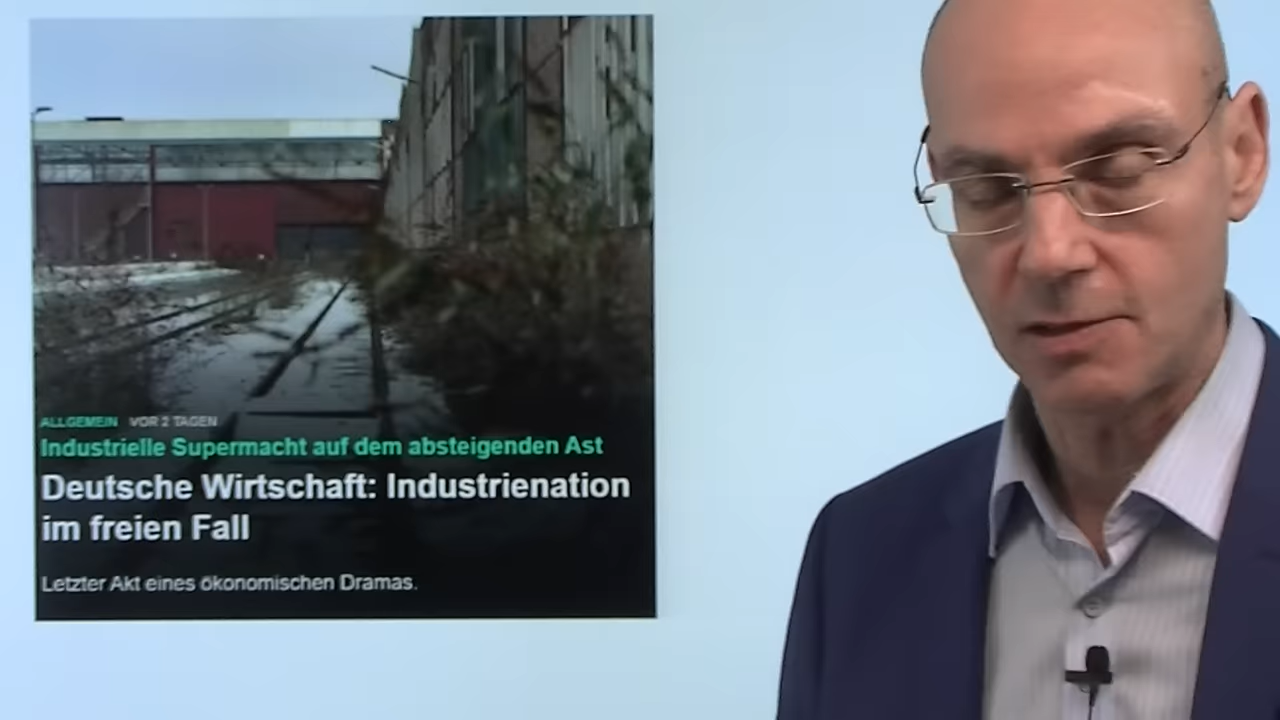 ALLGEMEIN VOR 2 TAGEN
Industrielle Supermacht auf dem absteigenden Ast
Deutsche Wirtschaft: Industrienation
im freien Fall
Letzter Akt eines ökonomischen Dramas.